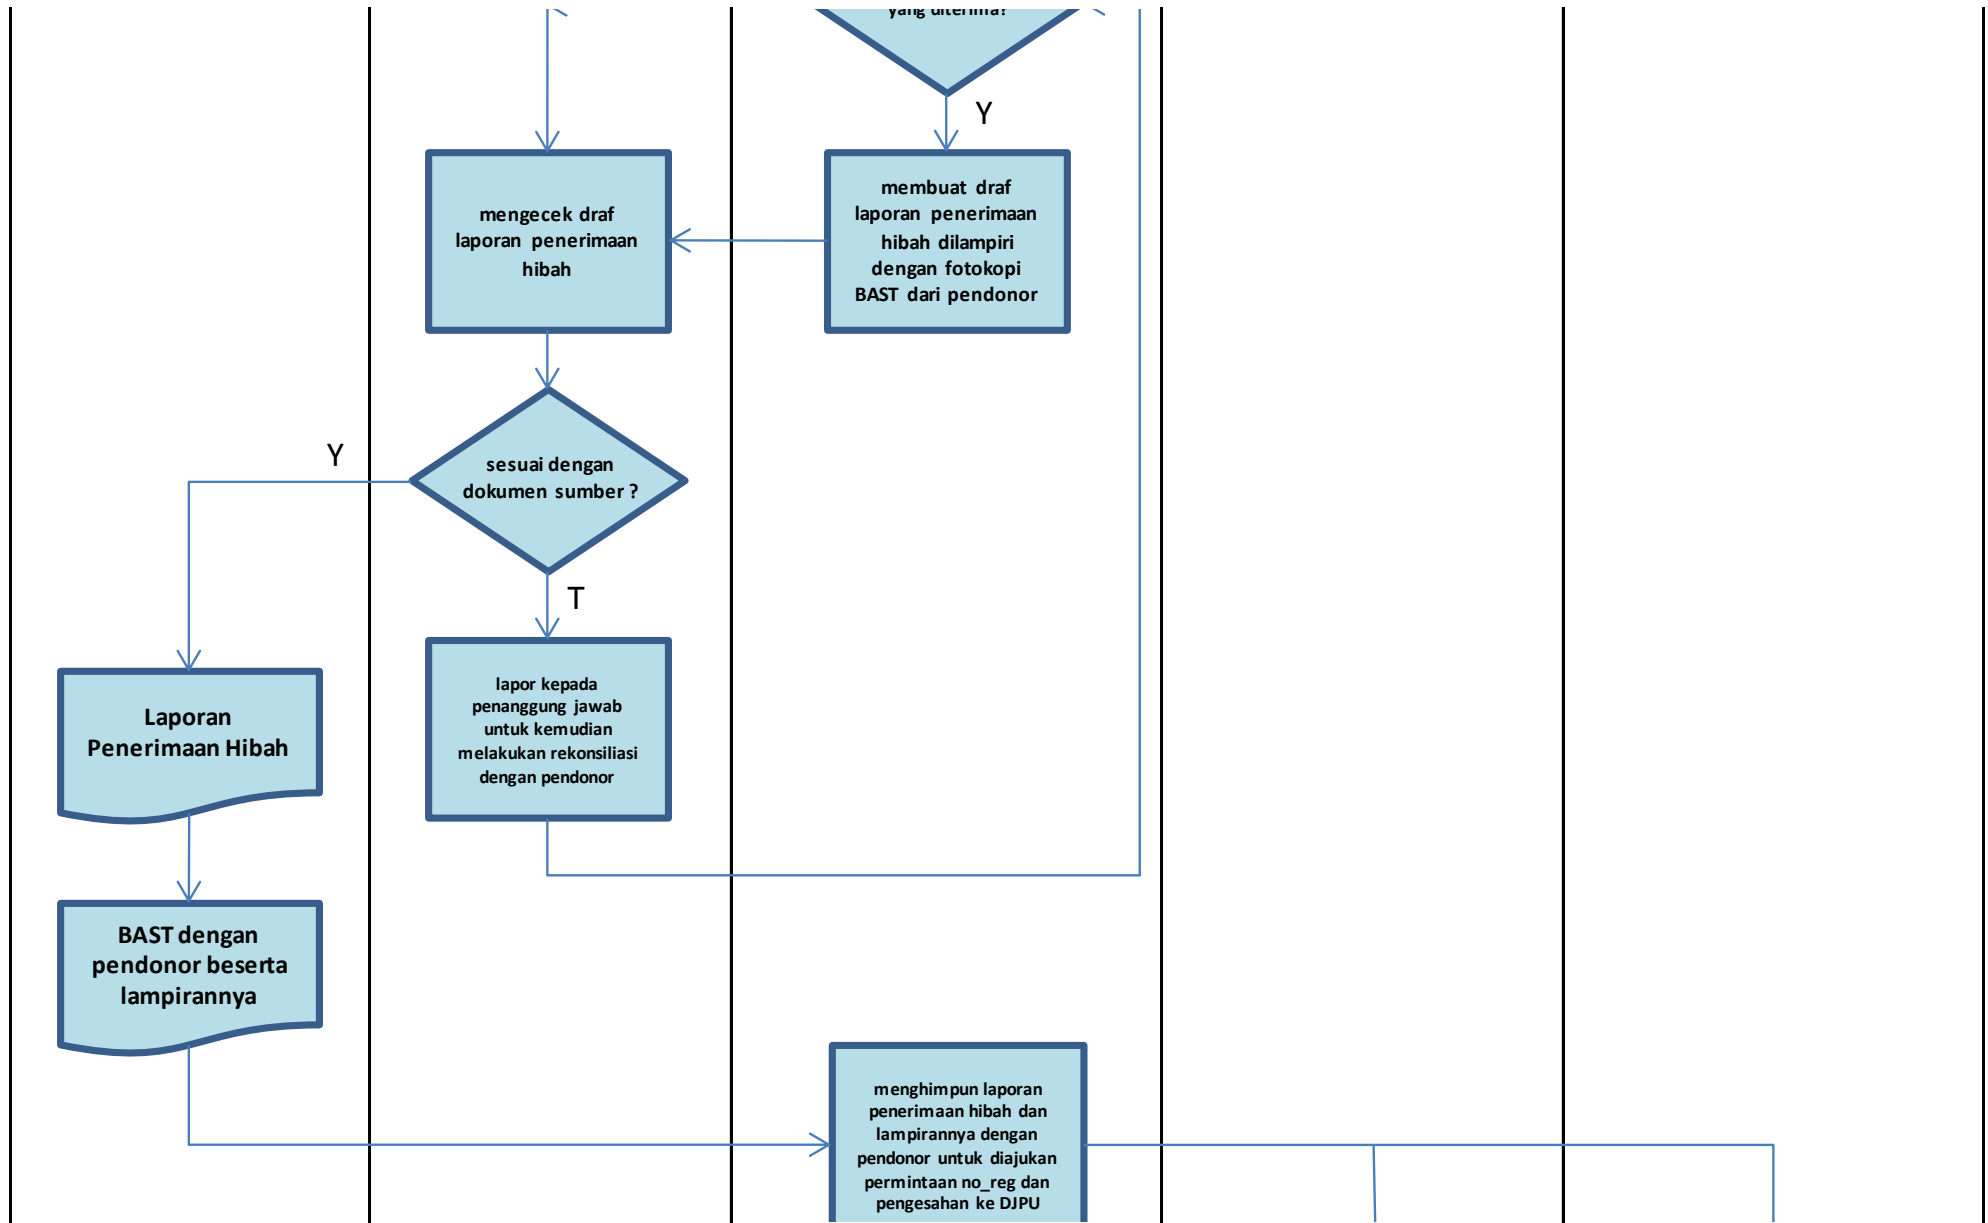 yang diterima?
Y
membuat draf
laporan penerimaan
hibah dilampiri
dengan fotokopi
BAST dari pendonor
mengecek draf
laporan penerimaan
hibah
Y
sesuai dengan
dokumen sumber ?
T
lapor kepada
penanggung jawab
untuk kemudian
melakukan rekonsiliasi
dengan pendonor
Laporan
Penerimaan Hibah
BAST dengan
pendonor beserta
lampirannya
menghimpun laporan
penerimaan hibah dan
lampirannya dengan
pendonor untuk diajukan
permintaan no_reg dan
pengesahan ke DJPU